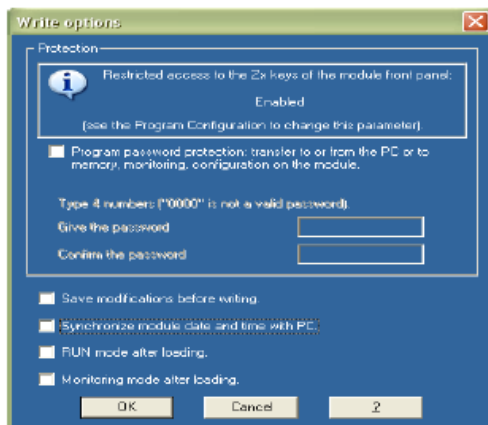 Write options
Protection
Restricted access to the Zx keys of the module front panel:
Enabled
(see the Program Configuration to change this parameter).
Program password protection: transfer to or from the PC or to
memory, monitoring, configuration on the module.
Type 4 numbers ("0000" is not a valid password)
Give the password
Confirm the password
Save modifications before writing.
Synchronize module date and time with PC.
RUN mode after loading.
Monitoring mode after loading.
OK
Cancel
?